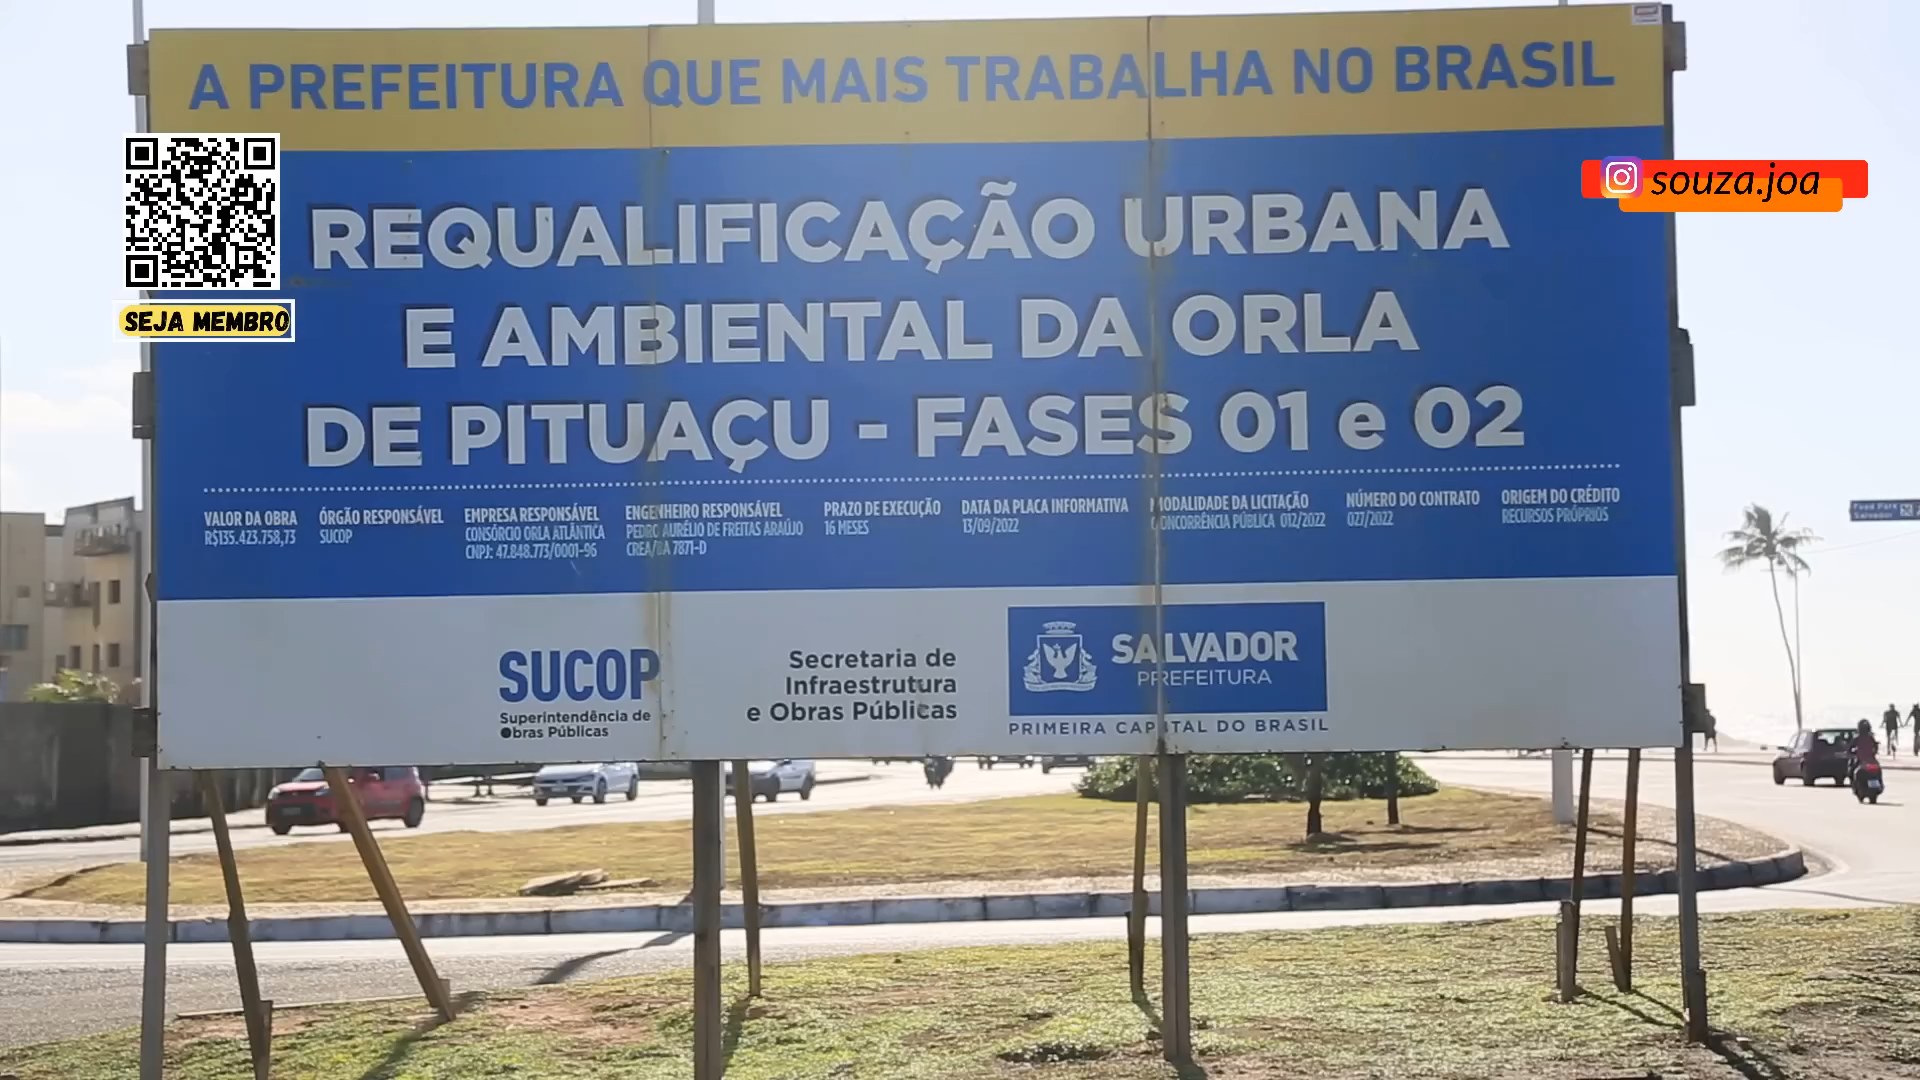 A PREFEITURA QUE MAIS TRABALHA NO BRASIL
souza.joa
SEJA MEMBRO
REQUALIFICAÇÃO URBANA
E AMBIENTAL DA ORLA
DE PITUAÇU - FASES 01 e 02
VALOR DA OBRA
R$135.423.758,73
ÓRGÃO RESPONSÁVEL
SUCOP
EMPRESA RESPONSÁVEL
CONSÓRCIO ORLA ATLÂNTICA
CNPJ: 47.848.773/0001-96
ENGENHEIRO RESPONSÁVEL
PEDRO AURÉLIO DE FREITAS ARAÚJO
CREA/BA 7871-D
PRAZO DE EXECUÇÃO
16 MESES
DATA DA PLACA INFORMATIVA
13/09/2022
MODALIDADE DA LICITAÇÃO
CONCORRÊNCIA PÚBLICA 012/2022
NÚMERO DO CONTRATO
027/2022
ORIGEM DO CRÉDITO
RECURSOS PRÓPRIOS
SUCOP
Superintendência de
Obras Públicas
Secretaria de
Infraestrutura
e Obras Públicas
SALVADOR
PREFEITURA
PRIMEIRA CAPITAL DO BRASIL
Food Park
Salvador